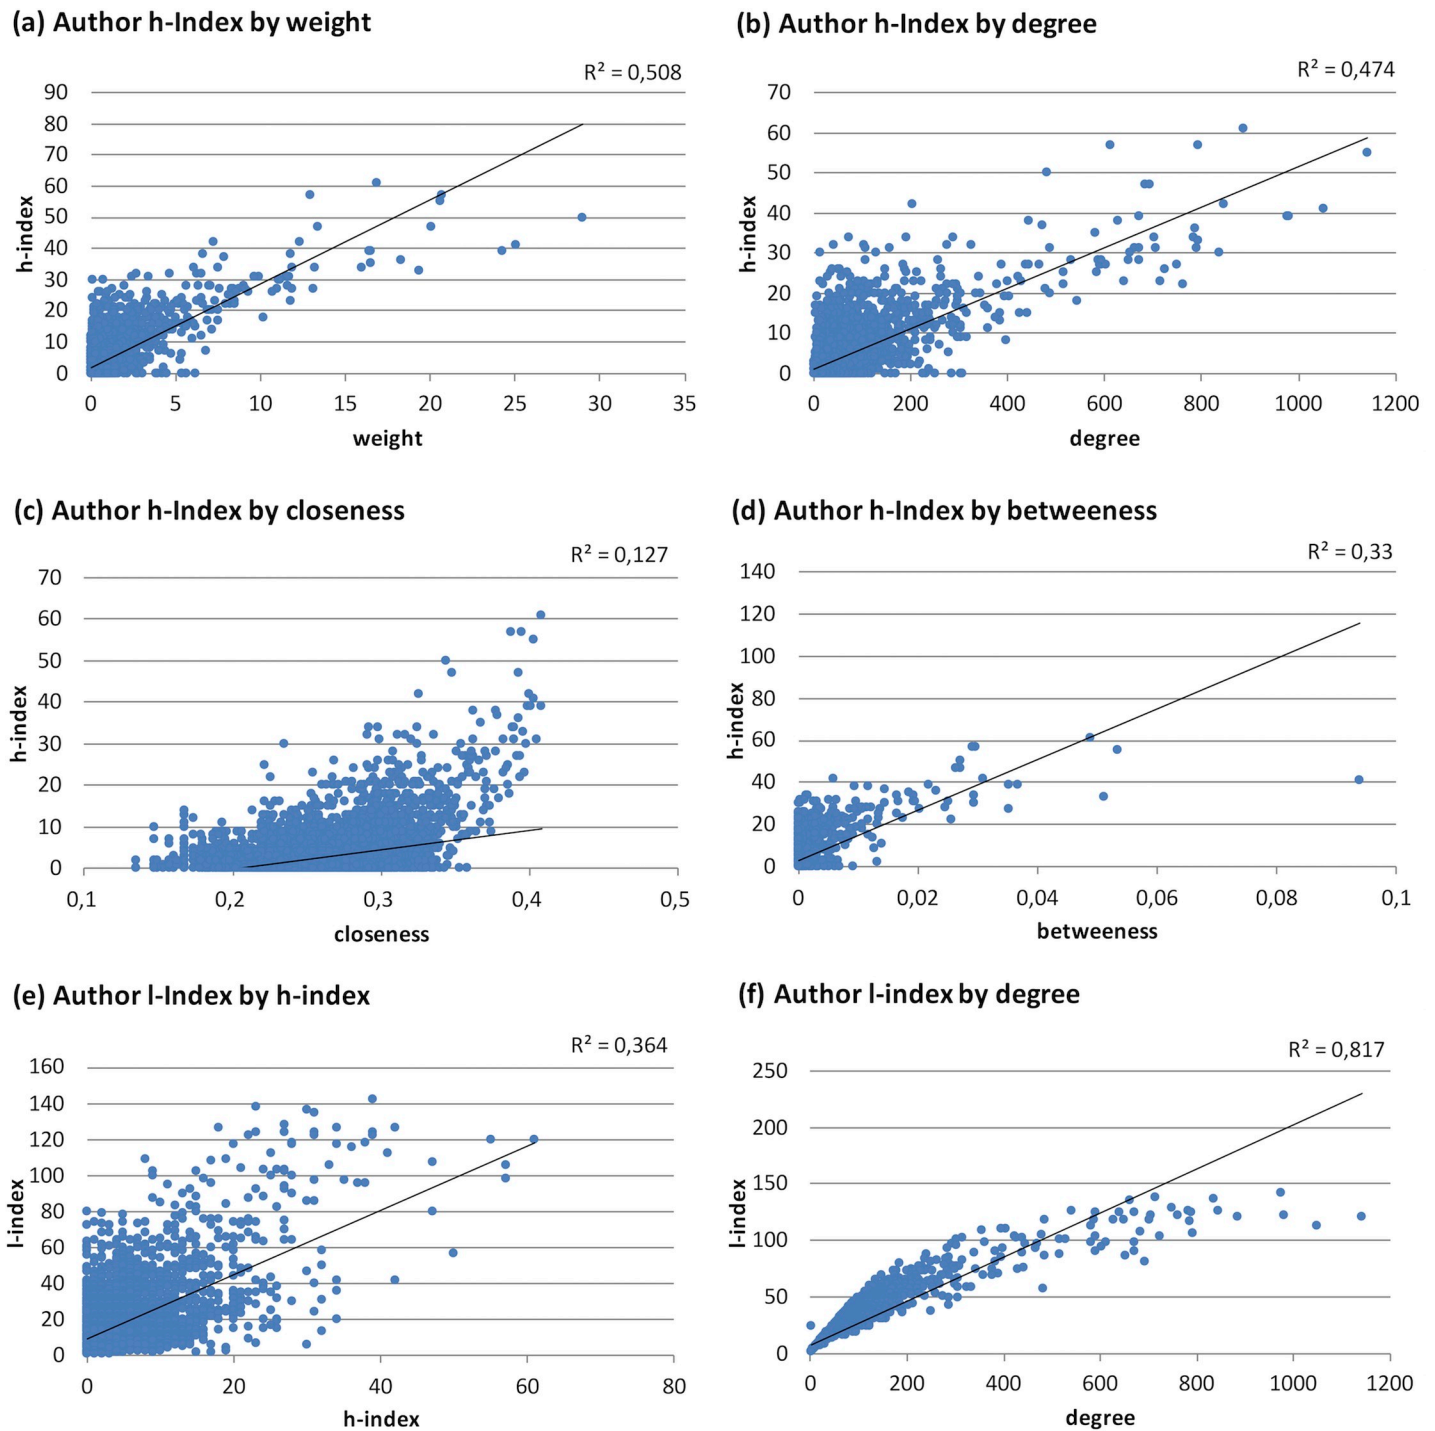 (a) Author h-Index by weight
R² = 0,508
h-index
90
80
70
60
50
40
30
20
10
0
0 5 10 15 20 25 30 35
weight
(b) Author h-Index by degree
R² = 0,474
h-index
70
60
50
40
30
20
10
0
0 200 400 600 800 1000 1200
degree
(c) Author h-Index by closeness
R² = 0,127
h-index
70
60
50
40
30
20
10
0
0,1 0,2 0,3 0,4 0,5
closeness
(d) Author h-Index by betweeness
R² = 0,33
h-index
140
120
100
80
60
40
20
0
0 0,02 0,04 0,06 0,08 0,1
betweeness
(e) Author l-Index by h-index
R² = 0,364
l-index
160
140
120
100
80
60
40
20
0
0 20 40 60 80
h-index
(f) Author l-index by degree
R² = 0,817
l-index
250
200
150
100
50
0
0 200 400 600 800 1000 1200
degree